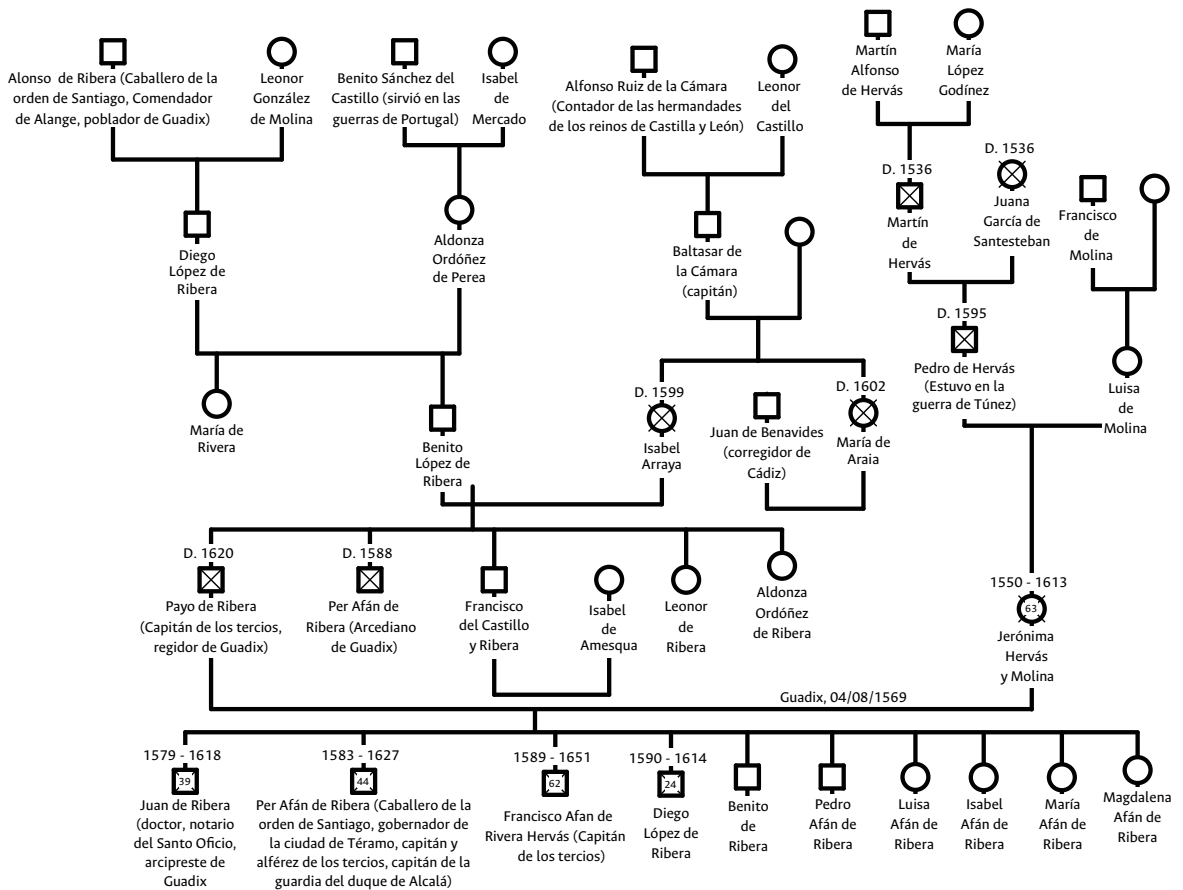 Alonso de Ribera (Caballero de la
orden de Santiago, Comendador
de Alange, poblador de Guadix)
Leonor
González
de Molina
Benito Sánchez del
Castillo (sirvió en las
guerras de Portugal)
Isabel
de
Mercado
Alfonso Ruiz de la Cámara
(Contador de las hermandades
de los reinos de Castilla y León)
Leonor
del
Castillo
Martín
Alfonso
de Hervás
María
López
Godínez
Diego
López de
Ribera
Aldonza
Ordóñez
de Perea
Baltasar de
la Cámara
(capitán)
D. 1536
Martín
de
Hervás
D. 1536
Juana
García de
Santesteban
Francisco
de
Molina
María de
Rivera
Benito
López de
Ribera
D. 1599
Isabel
Arraya
Juan de Benavides
(corregidor de
Cádiz)
D. 1602
María de
Araia
D. 1595
Pedro de Hervás
(Estuvo en la
guerra de Túnez)
Luisa
de
Molina
D. 1620
Payo de Ribera
(Capitán de los tercios,
regidor de Guadix)
D. 1588
Per Afán de
Ribera (Arcediano
de Guadix)
Francisco
del Castillo
y Ribera
Isabel
de
Amesqua
Leonor
de
Ribera
Aldonza
Ordóñez
de Ribera
1550 - 1613
63
Jerónima
Hervás
y Molina
Guadix, 04/08/1569
1579 - 1618
39
Juan de Ribera
(doctor, notario
del Santo Oficio,
arcipreste de
Guadix
1583 - 1627
44
Per Afán de Ribera (Caballero de la
orden de Santiago, gobernador de
la ciudad de Téramo, capitán y
alférez de los tercios, capitán de la
guardia del duque de Alcalá)
1589 - 1651
62
Francisco Afan de
Rivera Hervás (Capitán
de los tercios)
1590 - 1614
24
Diego
López de
Ribera
Benito
de
Ribera
Pedro
Afán de
Ribera
Luisa
Afán de
Ribera
Isabel
Afán de
Ribera
María
Afán de
Ribera
Magdalena
Afán de
Ribera